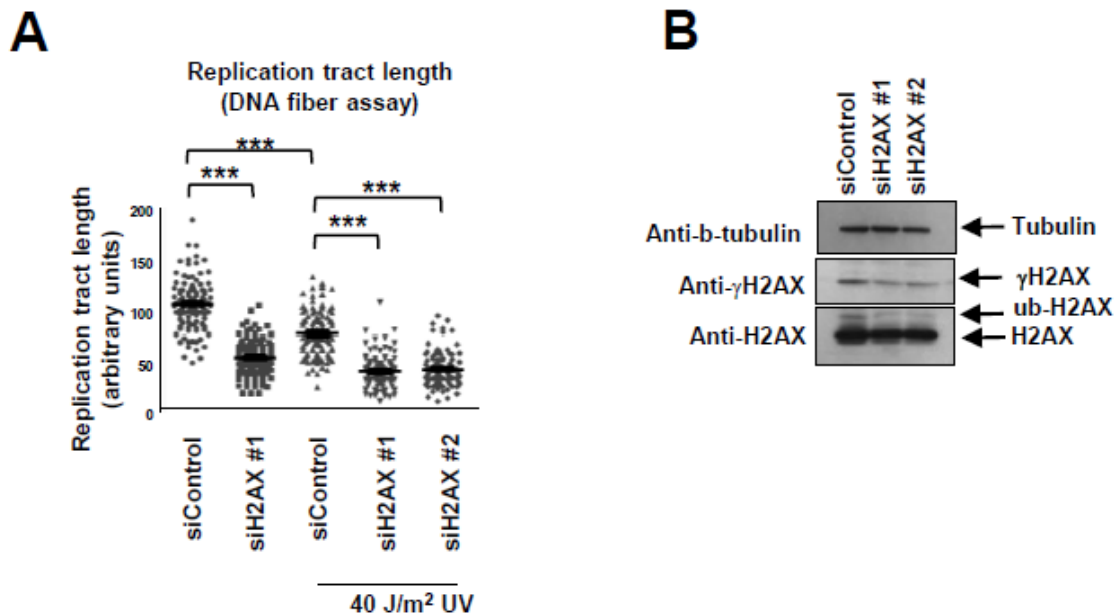 A
Replication tract length
(DNA fiber assay)
***
***
***
***
Replication tract length
(arbitrary units)
200
150
100
50
0
siControl
siH2AX #1
siControl
siH2AX #1
siH2AX #2
40 J/m² UV
B
siControl
siH2AX #1
siH2AX #2
Anti-b-tubulin
Tubulin
Anti-γH2AX
γH2AX
ub-H2AX
Anti-H2AX
H2AX